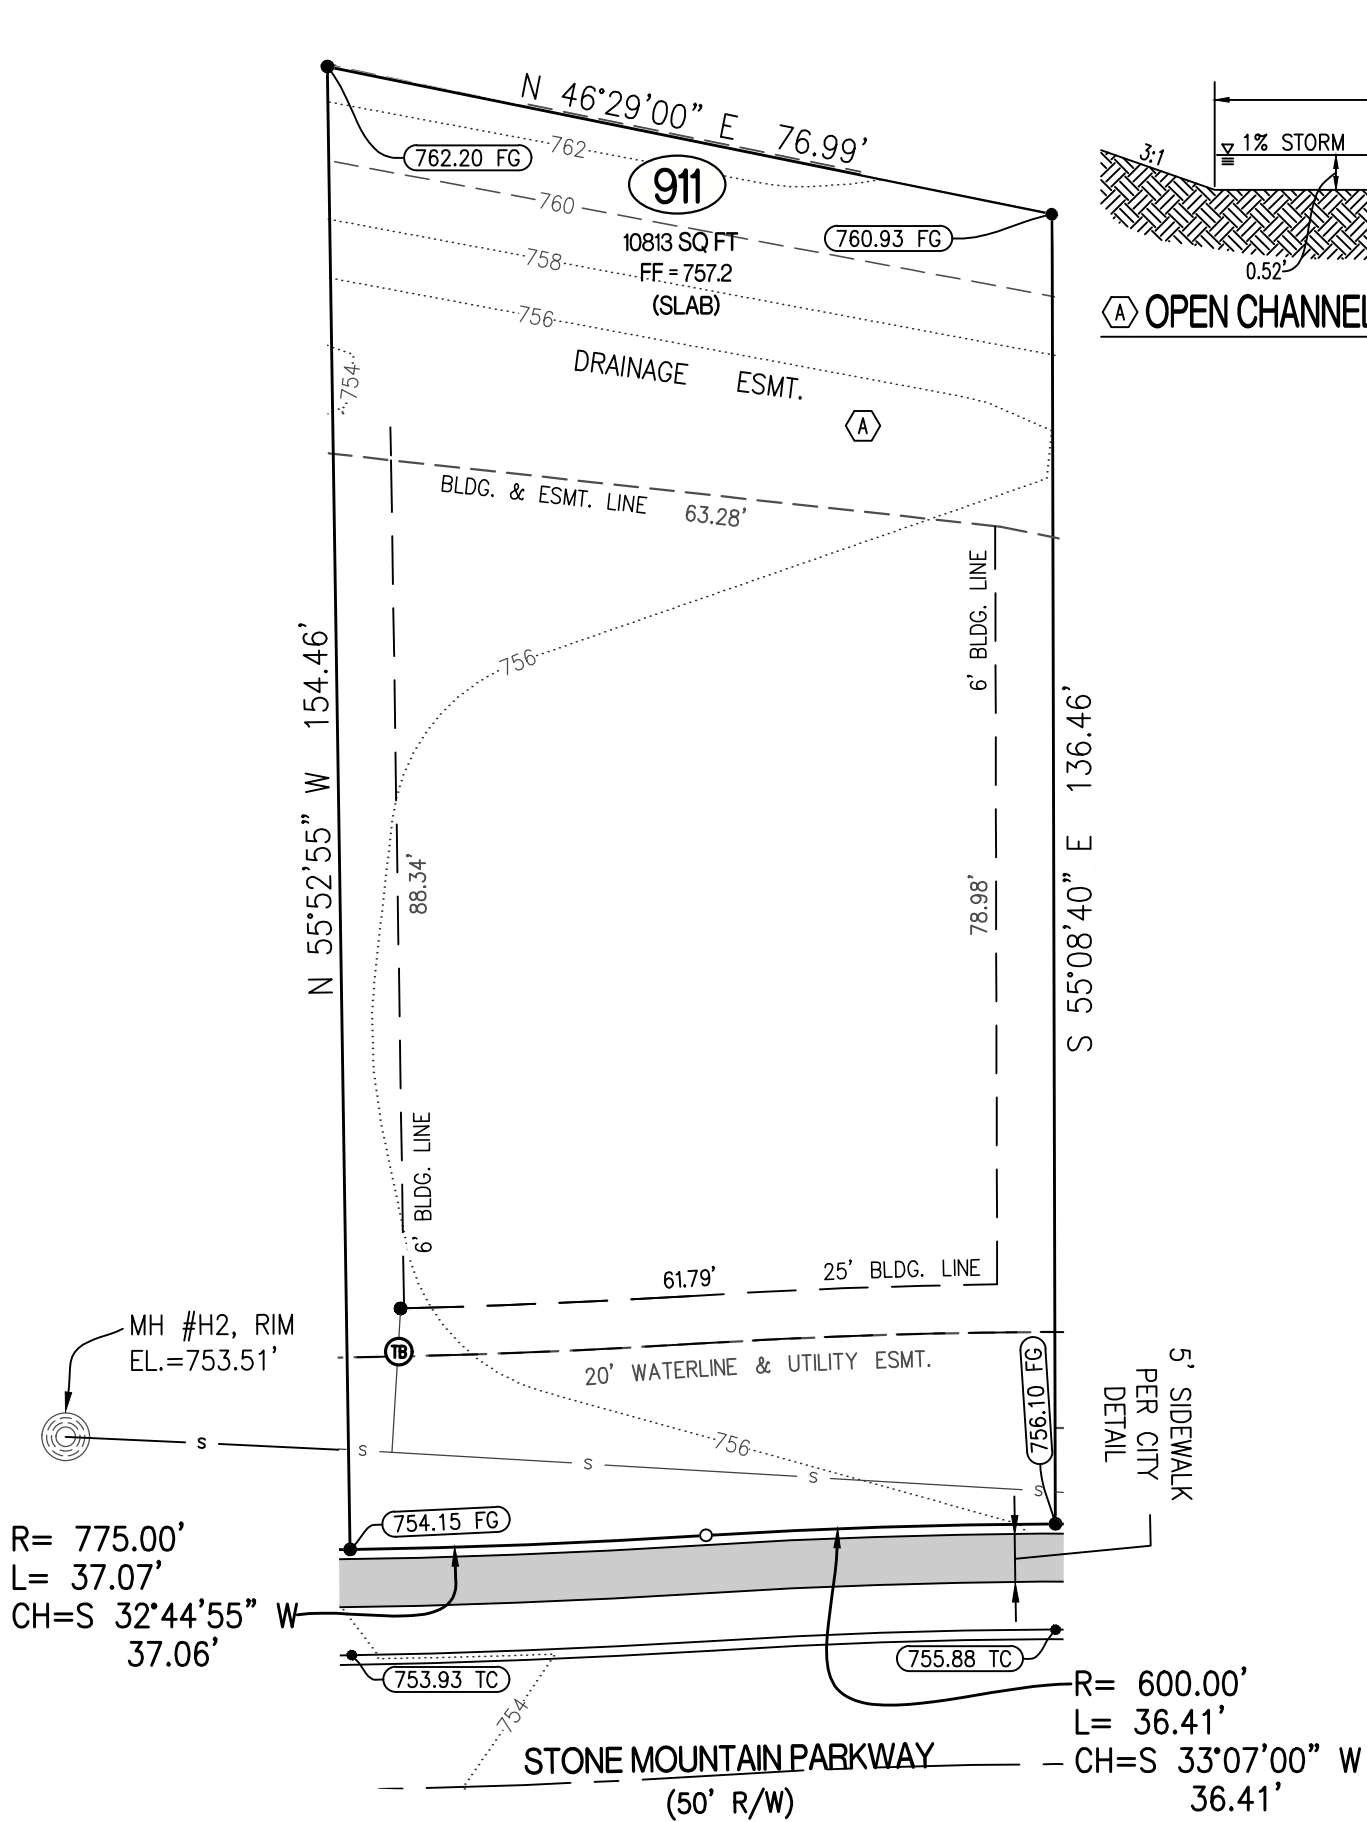 N 46°29'00" E 76.99'
1% STORM
3:1
0.52'
A OPEN CHANNEL
762.20 FG
762
911
760
760.93 FG
10813 SQ FT
758
FF = 757.2
(SLAB)
756
DRAINAGE ESMT.
754
A
BLDG. & ESMT. LINE 63.28'
6' BLDG. LINE
N 55°52'55" W 154.46'
756
S 55°08'40" E 136.46'
88.34'
78.98'
6' BLDG. LINE
61.79'
25' BLDG. LINE
MH #H2, RIM
EL.=753.51'
TB
20' WATERLINE & UTILITY ESMT.
756.10 FG
5' SIDEWALK
PER CITY
DETAIL
756
S S S S S
754.15 FG
R= 775.00'
L= 37.07'
CH=S 32°44'55" W
37.06'
753.93 TC
755.88 TC
754
R= 600.00'
L= 36.41'
CH=S 33°07'00" W
36.41'
STONE MOUNTAIN PARKWAY
(50' R/W)